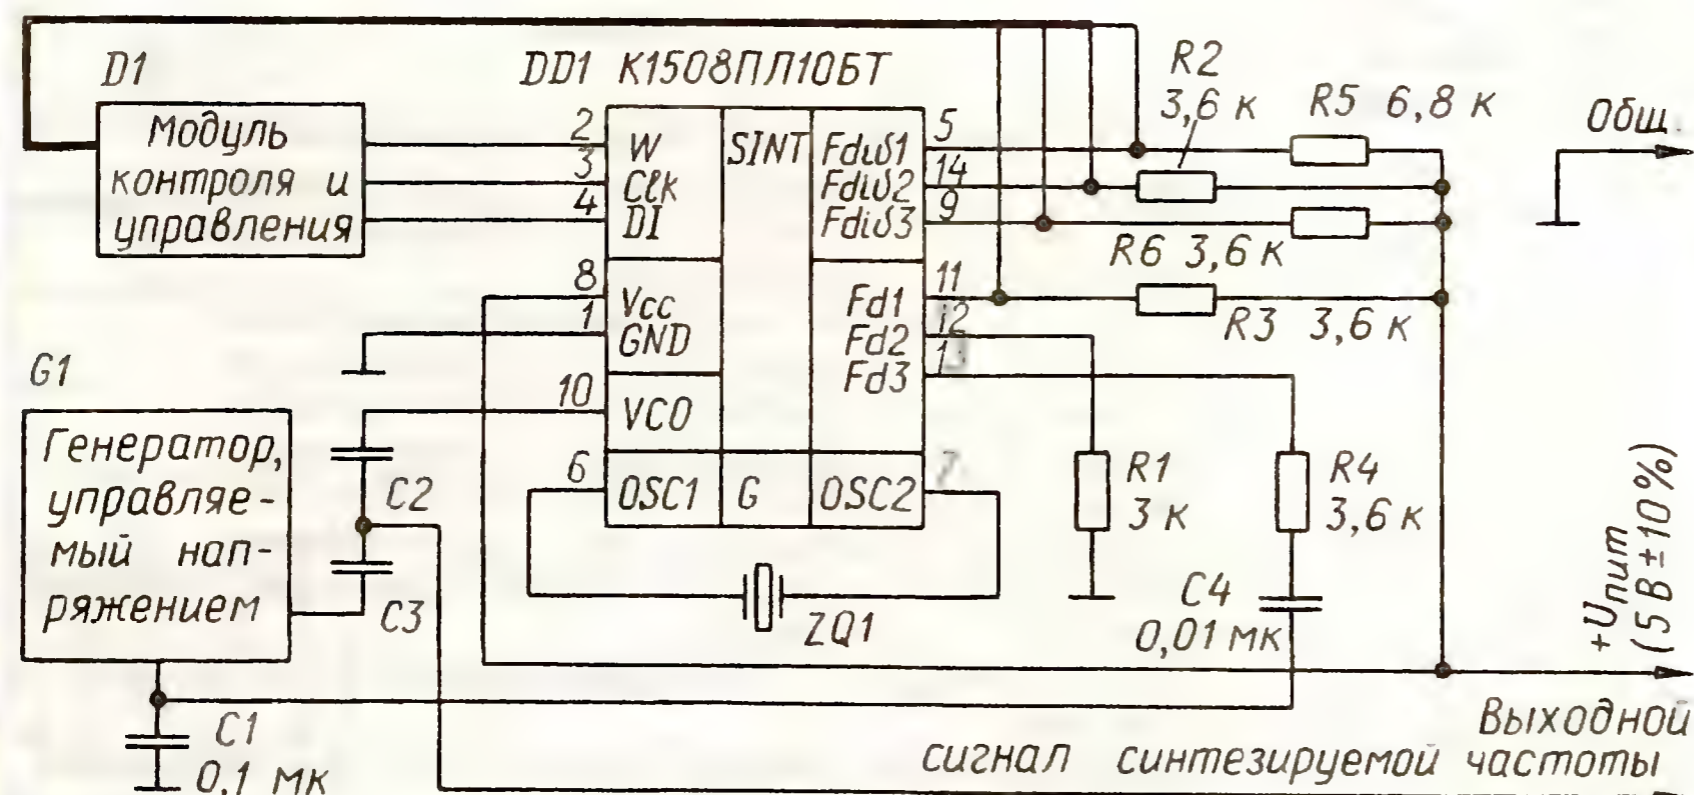 D1
DD1 К1508ПЛ10БТ
Модуль
контроля и
управления
2
3
4
8
1
10
6
W
Clk
DI
Vcc
GND
VCO
OSC1
SINT
G
Fdiv1
Fdiv2
Fdiv3
Fd1
Fd2
Fd3
OSC2
5
14
9
11
12
7
R2
3,6 к
R5 6,8 к
R6 3,6 к
R3 3,6 к
Общ.
G1
Генератор,
управляе-
мый нап-
ряжением
C2
C3
ZQ1
R1
3 к
R4
3,6 к
C4
0,01 мк
+Uпит
(5 В±10%)
C1
0,1 мк
Выходной
сигнал синтезируемой частоты